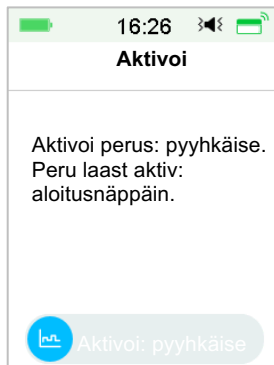 16:26
Aktivoi
Aktivoi perus: pyyhkäise.
Peru laast aktiv:
aloitusnäppäin.
Aktivoi: pyyhkäise